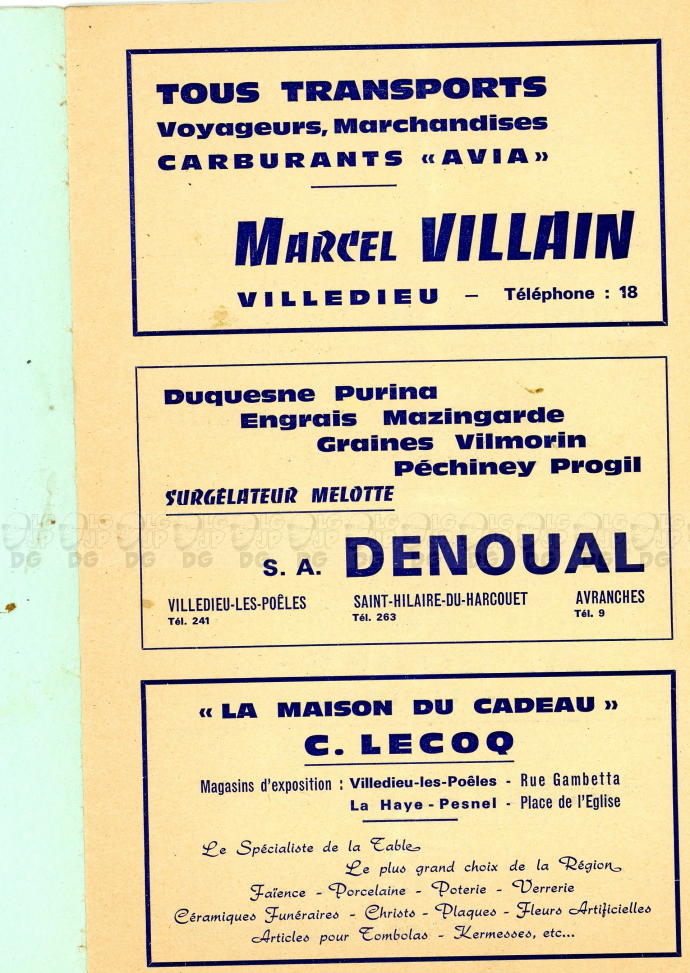 TOUS TRANSPORTS
Voyageurs, Marchandises
CARBURANTS « AVIA »
MARCEL VILLAIN
VILLEDIEU – Téléphone : 18
Duquesne Purina
Engrais Mazingarde
Graines Vilmorin
Péchiney Progil
SURGÉLATEUR MELOTTE
S. A. DENOUAL
VILLEDIEU-LES-POÊLES SAINT-HILAIRE-DU-HARCOUET AVRANCHES
Tél. 241 Tél. 263 Tél. 9
« LA MAISON DU CADEAU »
C. LECOQ
Magasins d'exposition : Villedieu-les-Poêles - Rue Gambetta
La Haye-Pesnel - Place de l'Eglise
Le Spécialiste de la Table
Le plus grand choix de la Région
Faïence - Porcelaine - Poterie - Verrerie
Céramiques Funéraires - Christs - Plaques - Fleurs Artificielles
Articles pour Tombolas - Kermesses, etc...